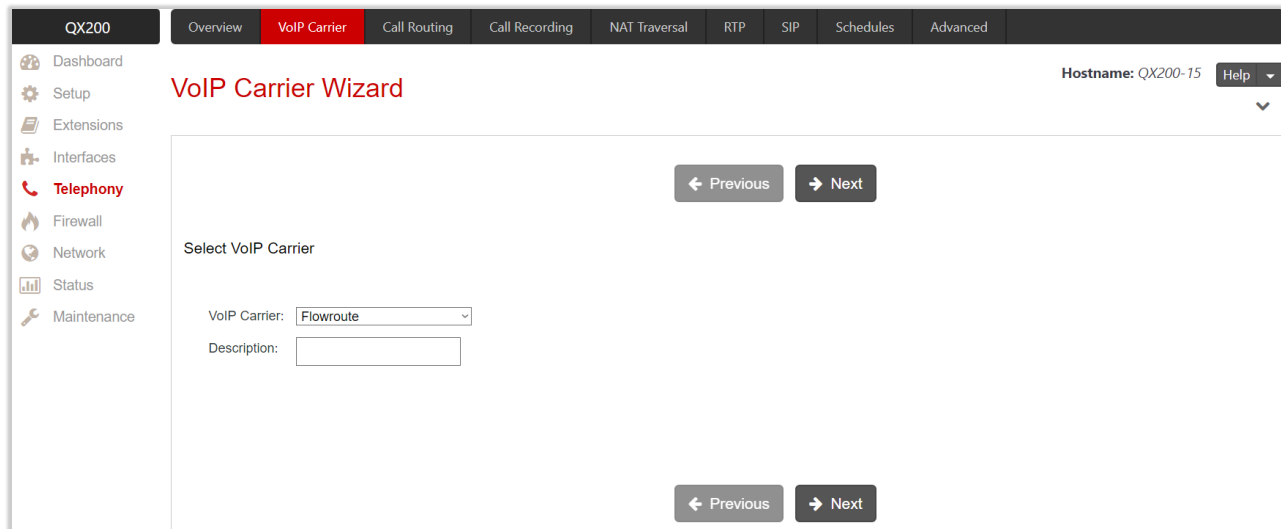 QX200
Overview VoIP Carrier Call Routing Call Recording NAT Traversal RTP SIP Schedules Advanced
Dashboard
Setup
Extensions
Interfaces
Telephony
Firewall
Network
Status
Maintenance
VoIP Carrier Wizard
Hostname: QX200-15 Help
Previous Next
Select VoIP Carrier
VoIP Carrier: Flowroute
Description:
Previous Next